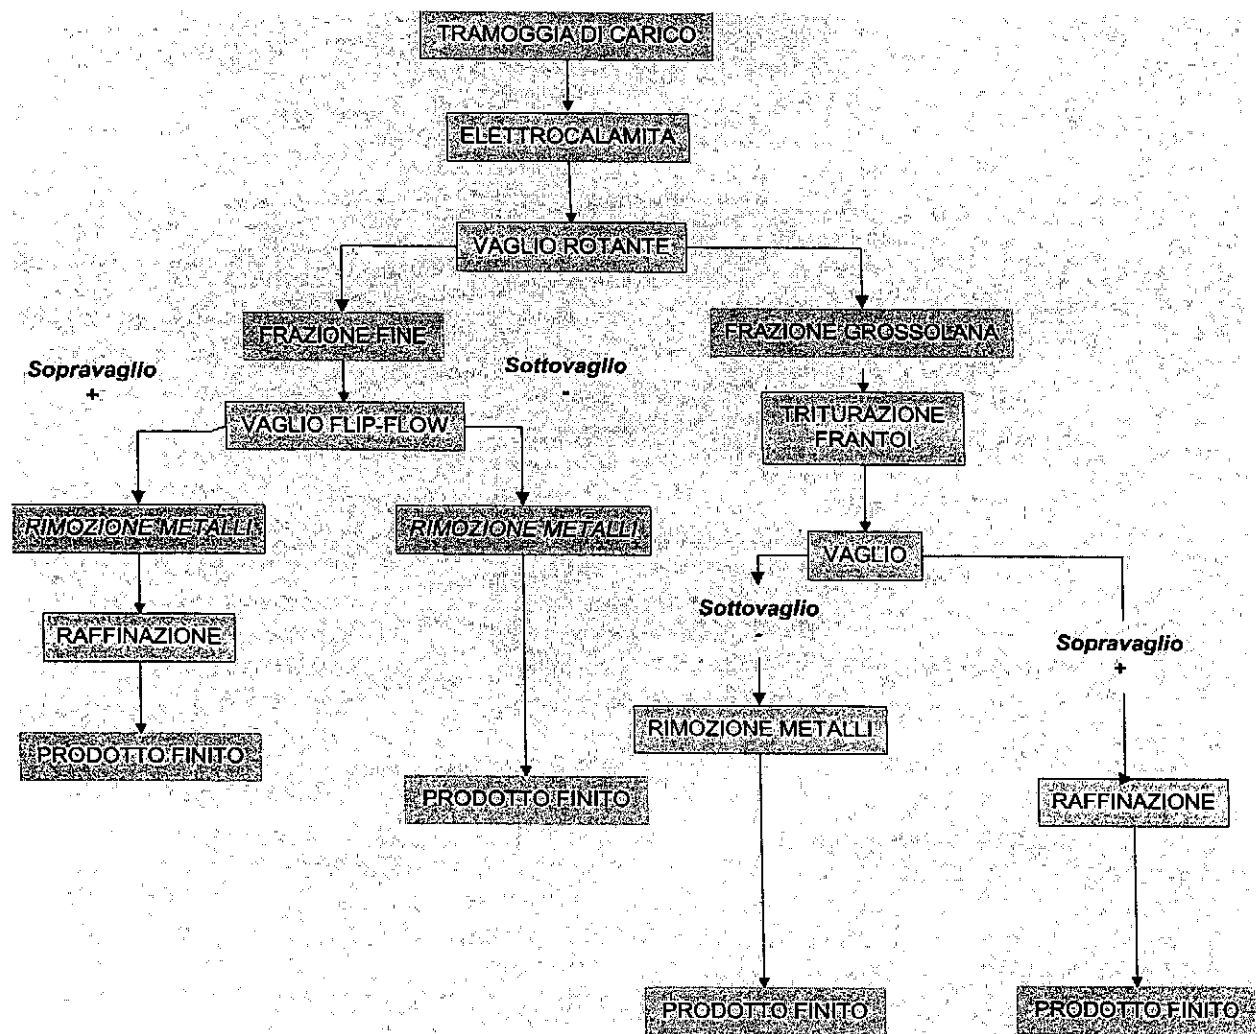 TRAMOGGIA DI CARICO
ELETTROCALAMITA
VAGLIO ROTANTE
FRAZIONE FINE
FRAZIONE GROSSOLANA
Sopravaglio
+
Sottovaglio
-
VAGLIO FLIP-FLOW
TRITURAZIONE
FRANTOI
RIMOZIONE METALLI
RIMOZIONE METALLI
VAGLIO
Sottovaglio
-
RAFFINAZIONE
Sopravaglio
+
RIMOZIONE METALLI
PRODOTTO FINITO
PRODOTTO FINITO
RAFFINAZIONE
PRODOTTO FINITO
PRODOTTO FINITO